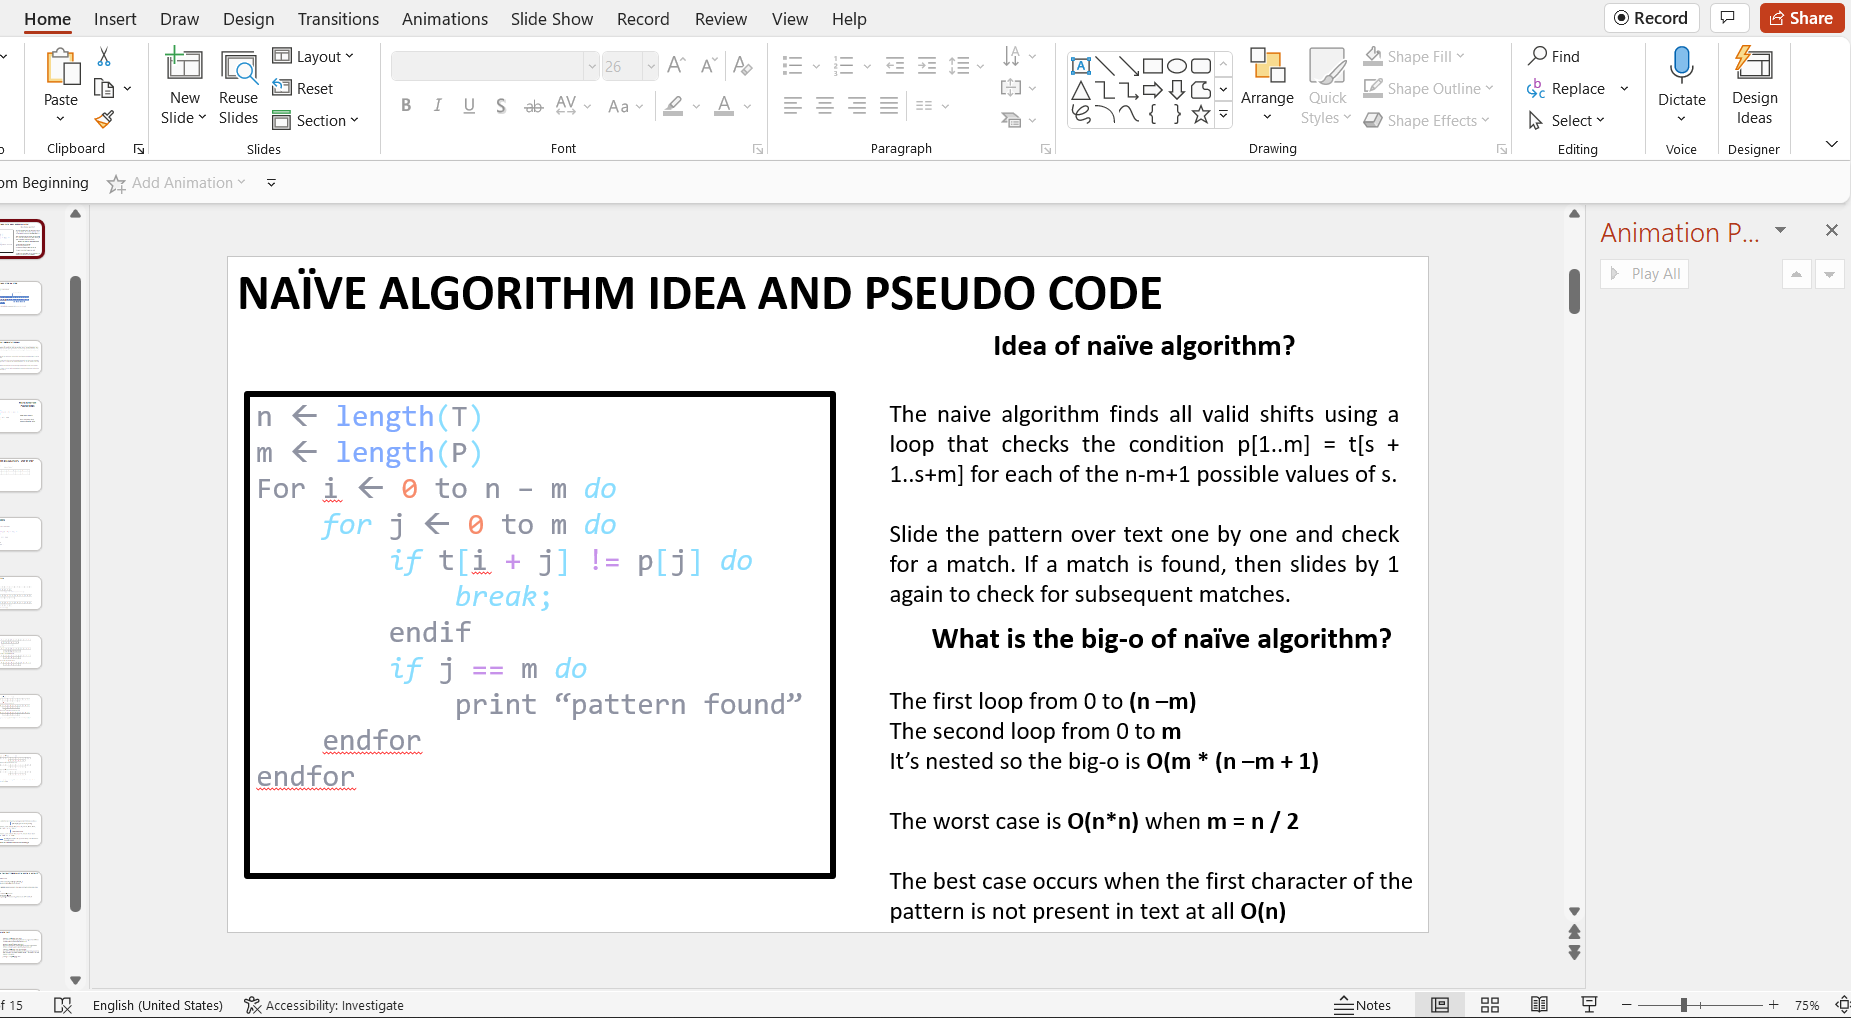 Home Insert Draw Design Transitions Animations Slide Show Record Review View Help Record Share
Paste
New Slide
Reuse Slides
Layout
Reset
Section
26
Aa
Arrange
Quick Styles
Shape Fill
Shape Outline
Shape Effects
Find
Replace
Select
Dictate
Design Ideas
Clipboard Slides Font Paragraph Drawing Editing Voice Designer
om Beginning Add Animation
Animation P...
Play All
NAÏVE ALGORITHM IDEA AND PSEUDO CODE
n ← length(T)
m ← length(P)
For i ← 0 to n – m do
for j ← 0 to m do
if t[i + j] != p[j] do
break;
endif
if j == m do
print “pattern found”
endfor
endfor
Idea of naïve algorithm?
The naive algorithm finds all valid shifts using a
loop that checks the condition p[1..m] = t[s +
1..s+m] for each of the n-m+1 possible values of s.
Slide the pattern over text one by one and check
for a match. If a match is found, then slides by 1
again to check for subsequent matches.
What is the big-o of naïve algorithm?
The first loop from 0 to (n –m)
The second loop from 0 to m
It’s nested so the big-o is O(m * (n –m + 1)
The worst case is O(n*n) when m = n / 2
The best case occurs when the first character of the
pattern is not present in text at all O(n)
f 15 English (United States) Accessibility: Investigate Notes 75%